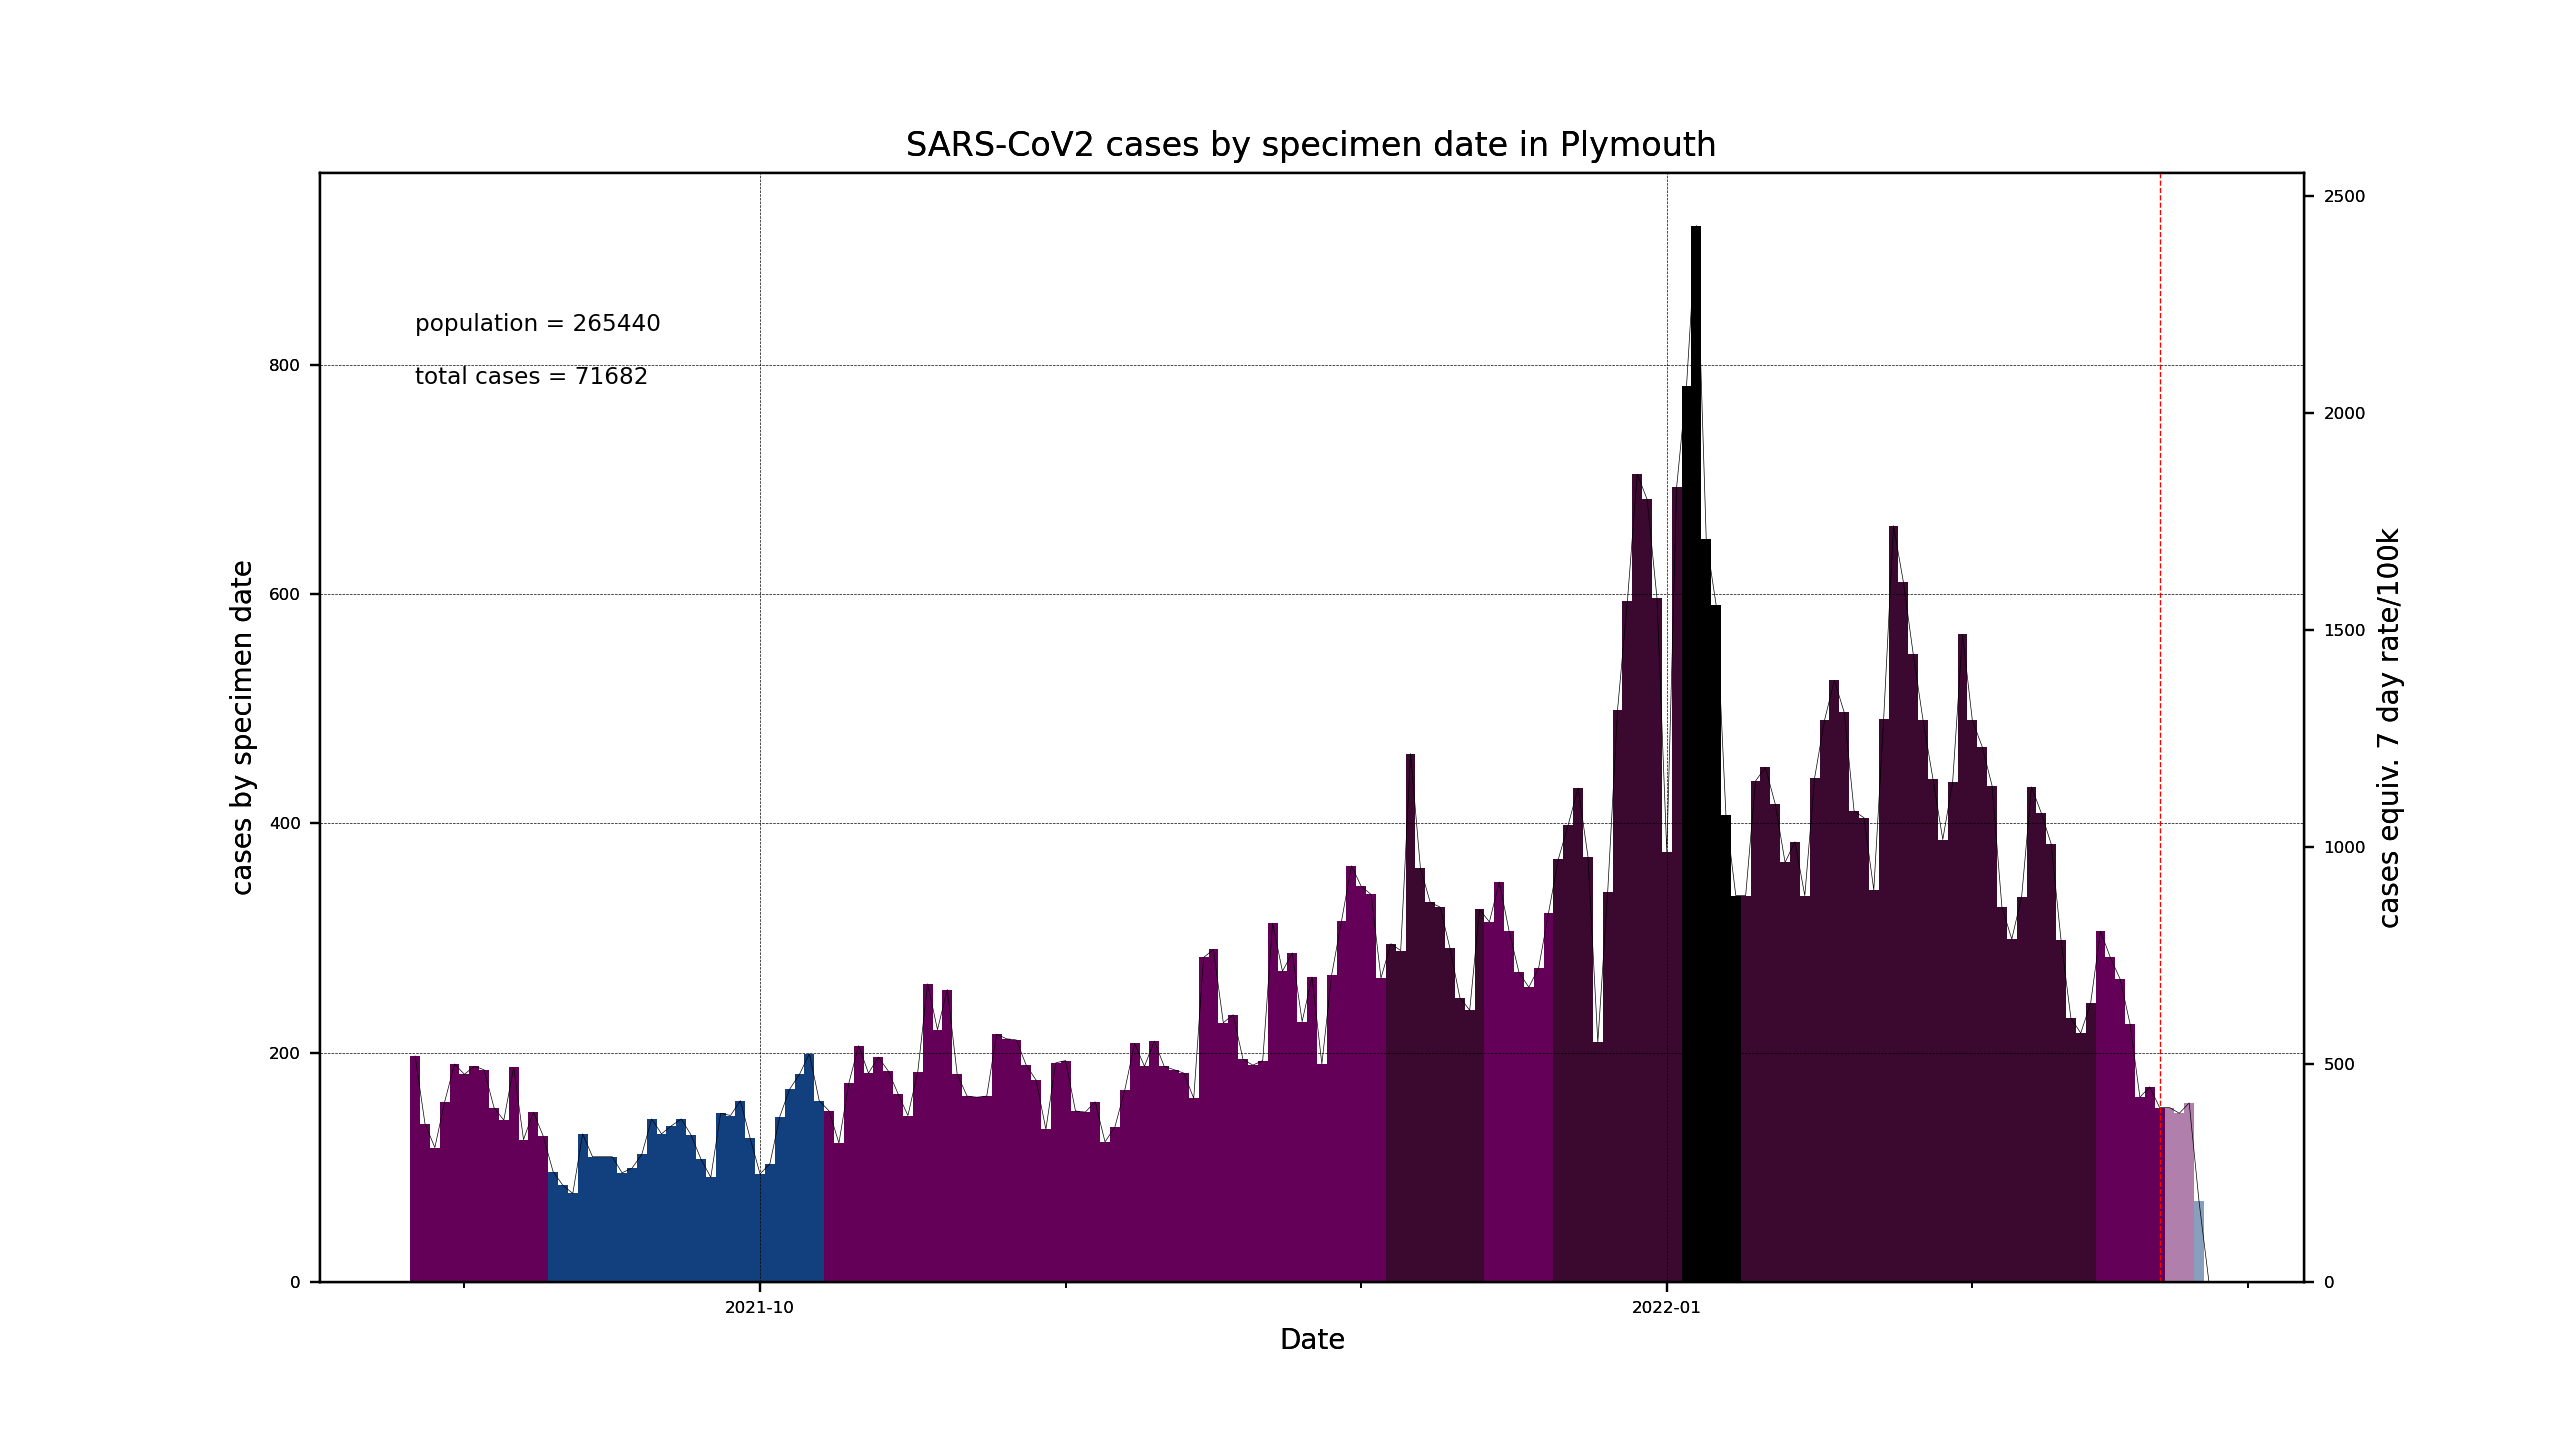 SARS-CoV2 cases by specimen date in Plymouth
population = 265440
total cases = 71682
cases by specimen date
800
600
400
200
0
2500
2000
1500
1000
500
0
cases equiv. 7 day rate/100k
2021-10
2022-01
Date